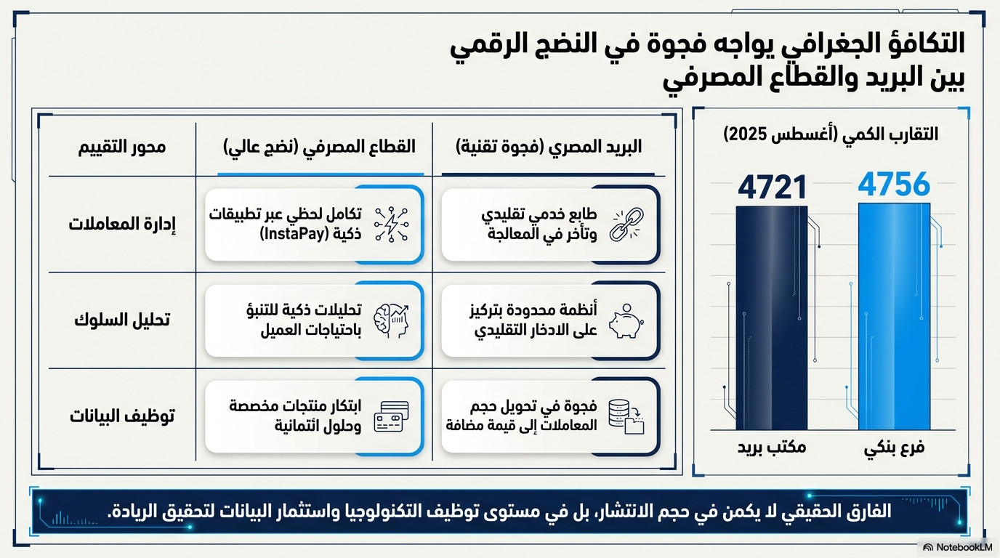 التكافؤ الجغرافي يواجه فجوة في النضج الرقمي
بين البريد والقطاع المصرفي
التقارب الكمي (أغسطس 2025)
4756
4721
فرع بنكي
مكتب بريد
البريد المصري (فجوة تقنية)
القطاع المصرفي (نضج عالي)
محور التقييم
طابع خدمي تقليدي
وتأخر في المعالجة
تكامل لحظي عبر تطبيقات
ذكية (InstaPay)
إدارة المعاملات
أنظمة محدودة بتركيز
على الادخار التقليدي
تحليلات ذكية للتنبؤ
باحتياجات العميل
تحليل السلوك
فجوة في تحويل حجم
المعاملات إلى قيمة مضافة
ابتكار منتجات مخصصة
وحلول ائتمانية
توظيف البيانات
الفارق الحقيقي لا يكمن في حجم الانتشار، بل في مستوى توظيف التكنولوجيا واستثمار البيانات لتحقيق الريادة.
NotebookLM